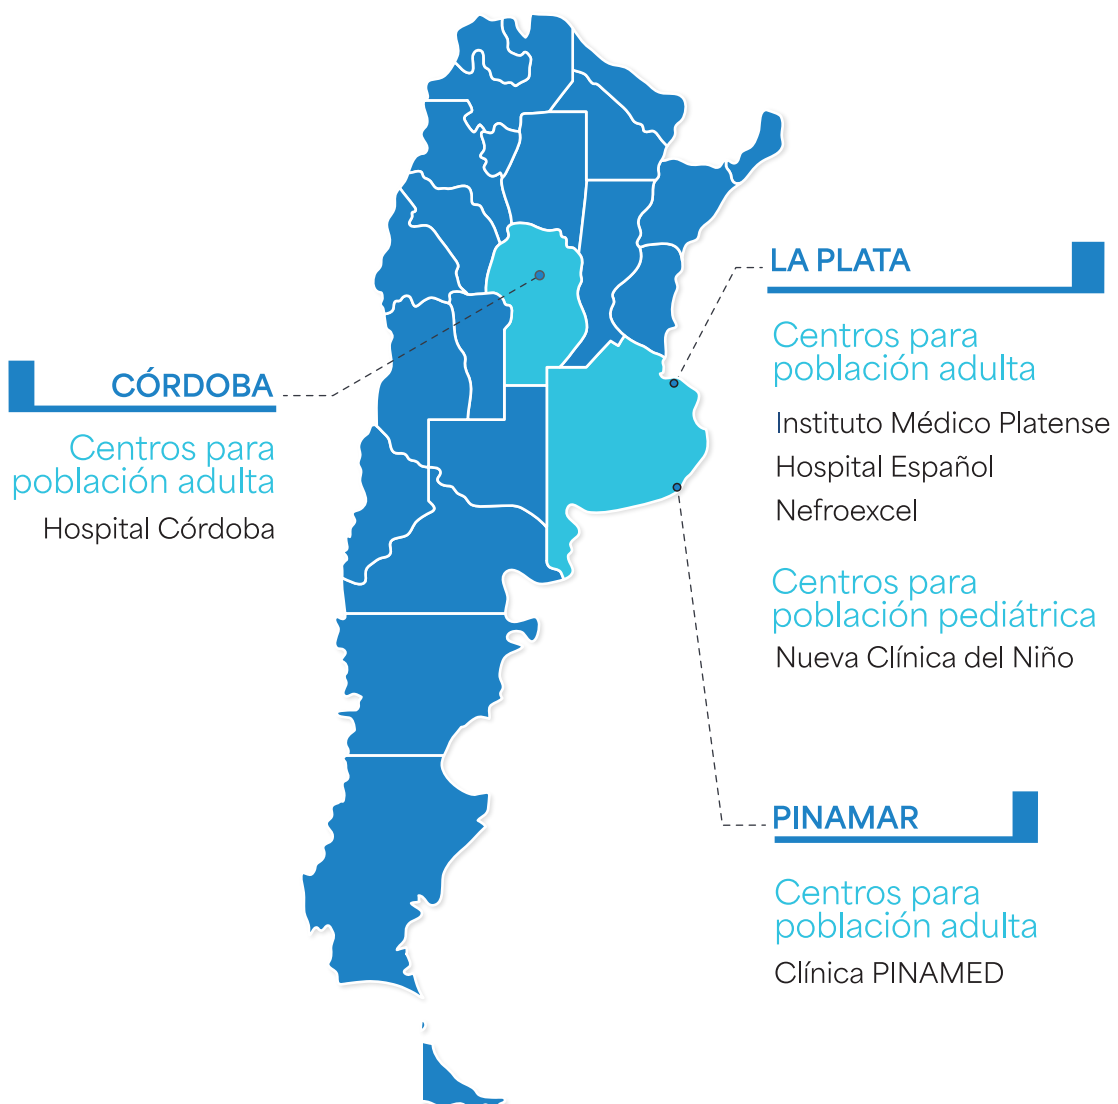 CÓRDOBA
Centros para
población adulta
Hospital Córdoba
LA PLATA
Centros para
población adulta
Instituto Médico Platense
Hospital Español
Nefroexcel
Centros para
población pediátrica
Nueva Clínica del Niño
PINAMAR
Centros para
población adulta
Clínica PINAMED